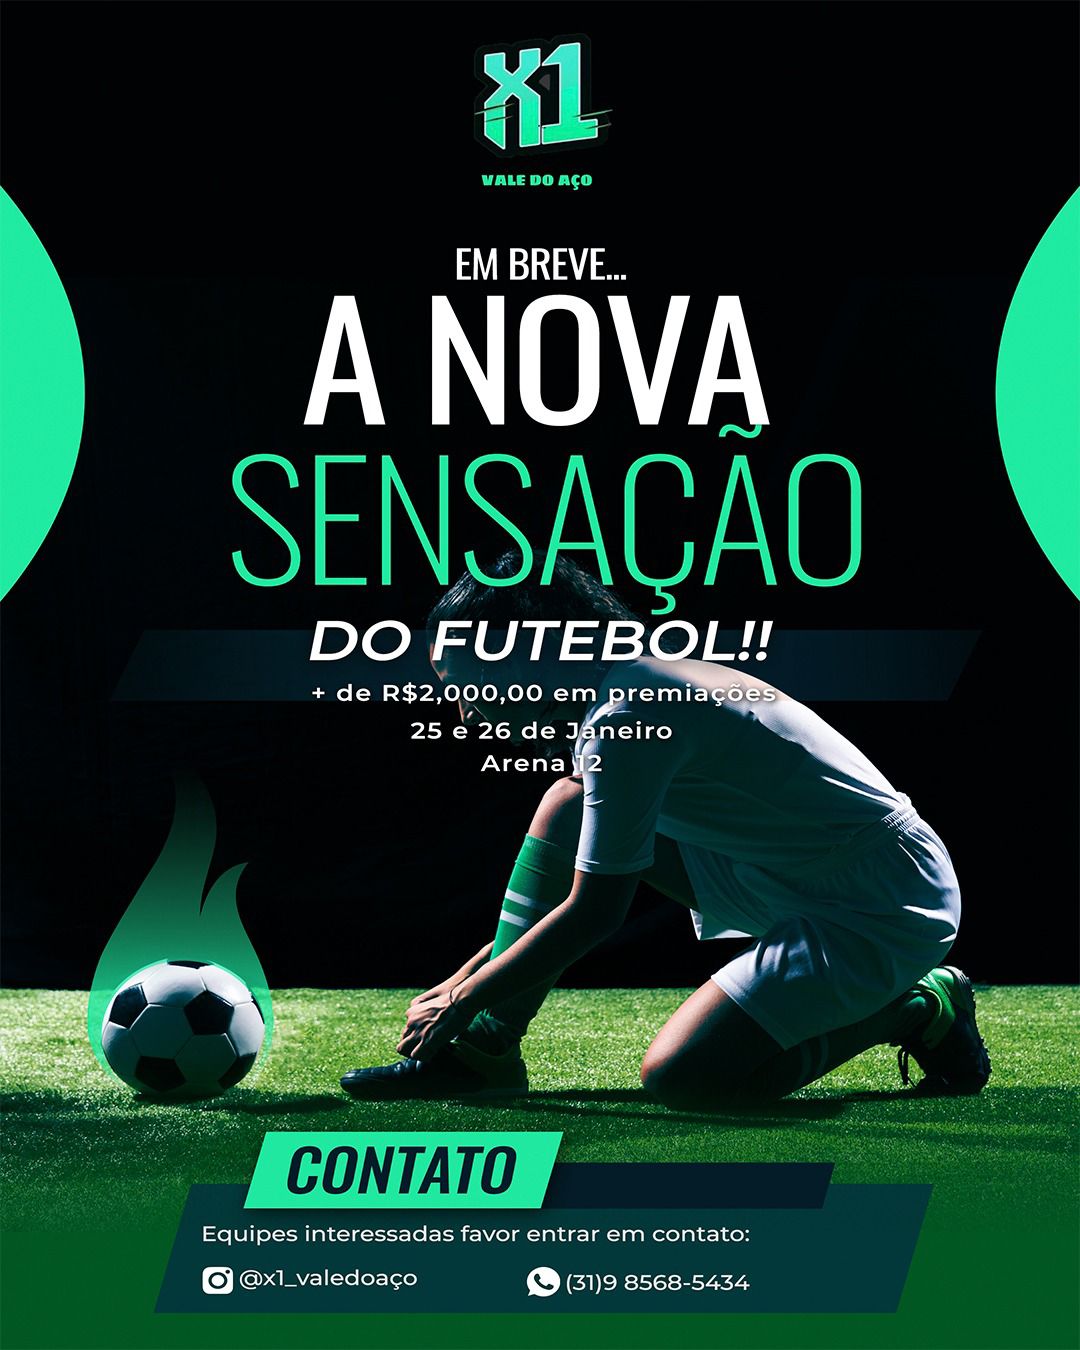 X1
VALE DO AÇO
EM BREVE...
A NOVA
SENSAÇÃO
DO FUTEBOL!!
+ de R$2,000,00 em premiações
25 e 26 de Janeiro
Arena 12
CONTATO
Equipes interessadas favor entrar em contato:
@x1_valedoaço (31)9 8568-5434